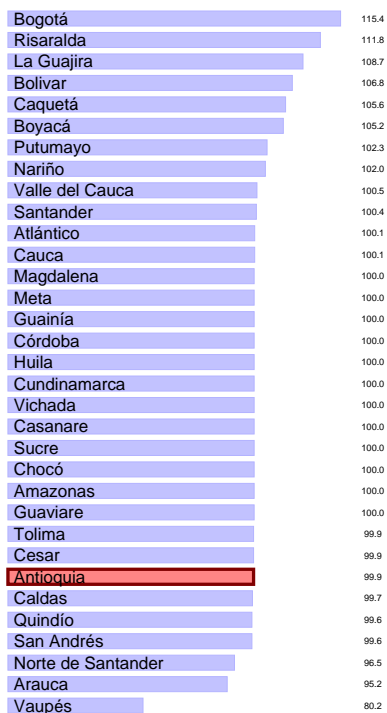 Bogotá 115.4
Risaralda 111.8
La Guajira 108.7
Bolivar 106.8
Caquetá 105.6
Boyacá 105.2
Putumayo 102.3
Nariño 102.0
Valle del Cauca 100.5
Santander 100.4
Atlántico 100.1
Cauca 100.1
Magdalena 100.0
Meta 100.0
Guainía 100.0
Córdoba 100.0
Huila 100.0
Cundinamarca 100.0
Vichada 100.0
Casanare 100.0
Sucre 100.0
Chocó 100.0
Amazonas 100.0
Guaviare 100.0
Tolima 99.9
Cesar 99.9
Antioquia 99.9
Caldas 99.7
Quindío 99.6
San Andrés 99.6
Norte de Santander 96.5
Arauca 95.2
Vaupés 80.2